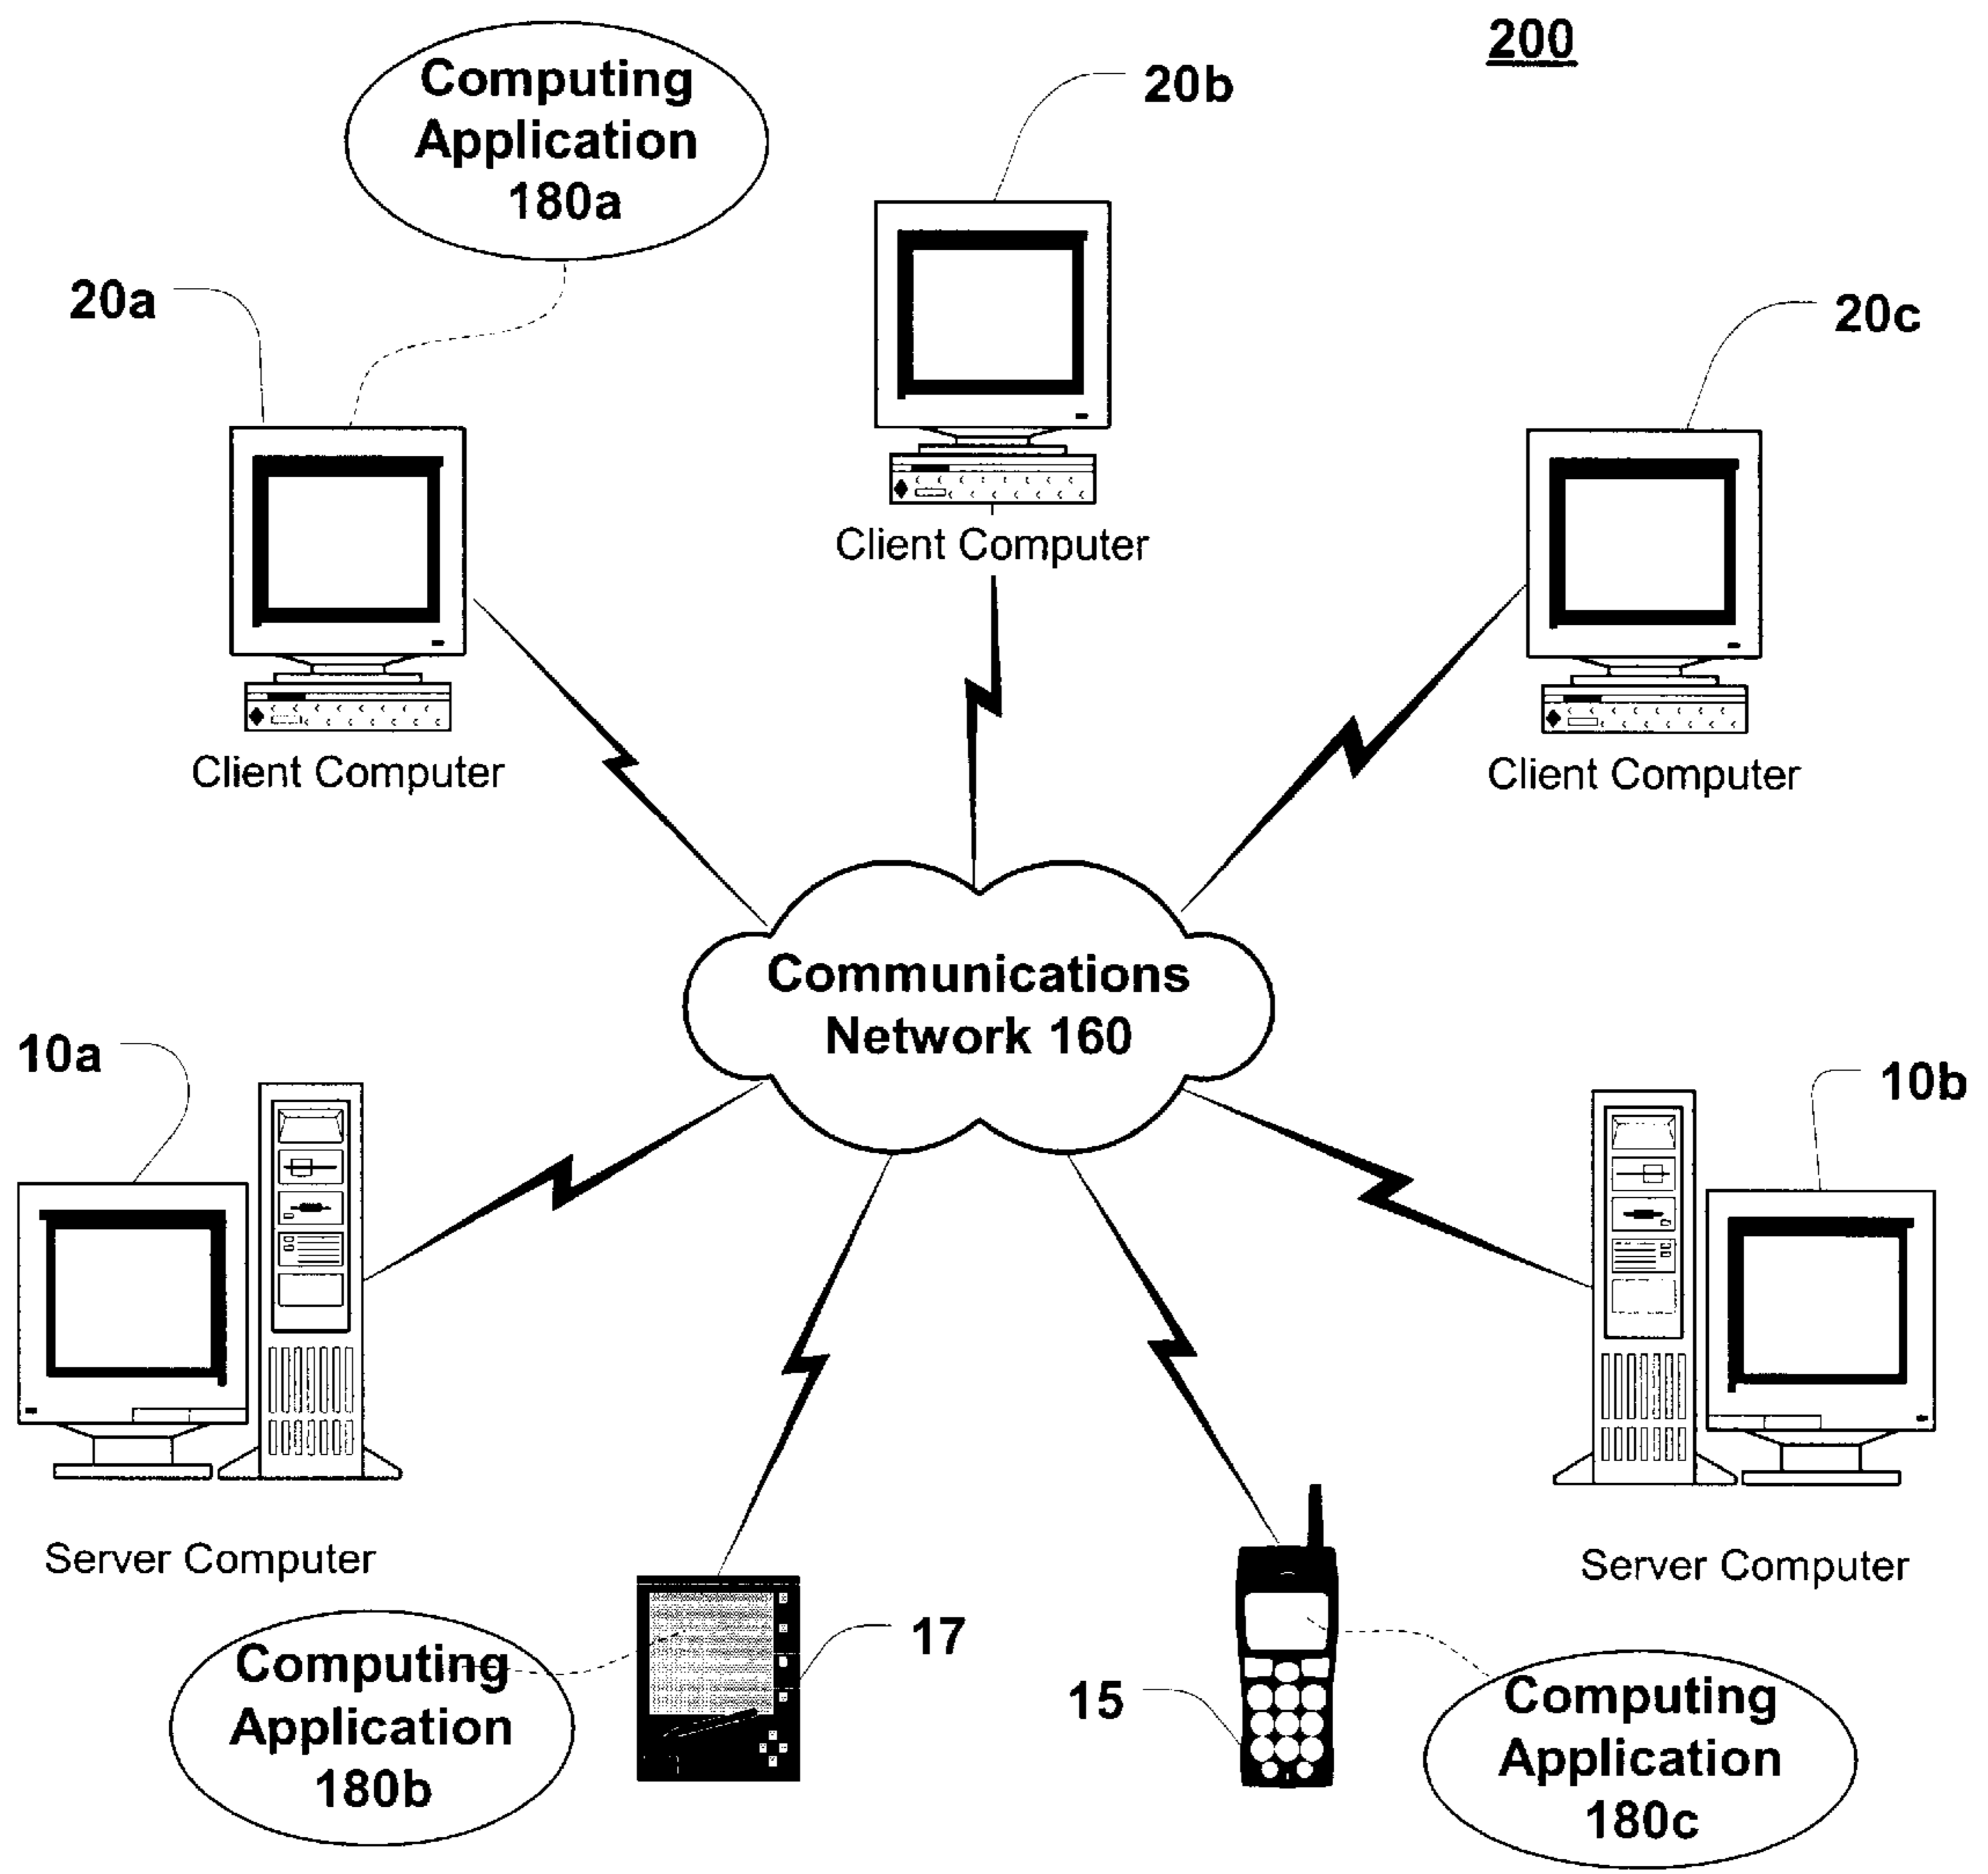 200
Computing
Application
180a
20b
20a
20c
Client Computer
Client Computer
Client Computer
Communications
Network 160
10a
10b
Server Computer
Server Computer
Computing
Application
180b
17
15
Computing
Application
180c